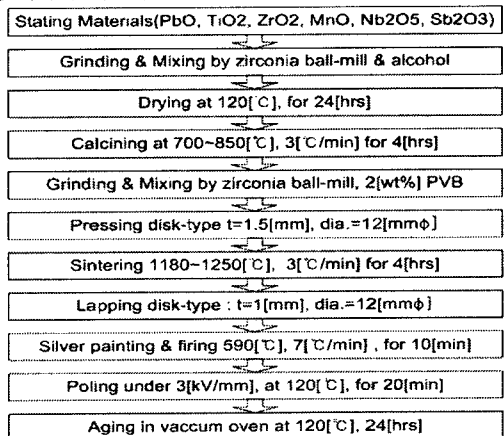 Stating Materials(PbO, TiO2, ZrO2, MnO, Nb2O5, Sb2O3)
Grinding & Mixing by zirconia ball-mill & alcohol
Drying at 120[℃], for 24[hrs]
Calcining at 700~850[℃], 3[℃/min] for 4[hrs]
Grinding & Mixing by zirconia ball-mill, 2[wt%] PVB
Pressing disk-type t=1.5[mm], dia.=12[mmϕ]
Sintering 1180~1250[℃], 3[℃/min] for 4[hrs]
Lapping disk-type : t=1[mm], dia.=12[mmϕ]
Silver painting & firing 590[℃], 7[℃/min] , for 10[min]
Poling under 3[kV/mm], at 120[℃], for 20[min]
Aging in vaccum oven at 120[℃], 24[hrs]